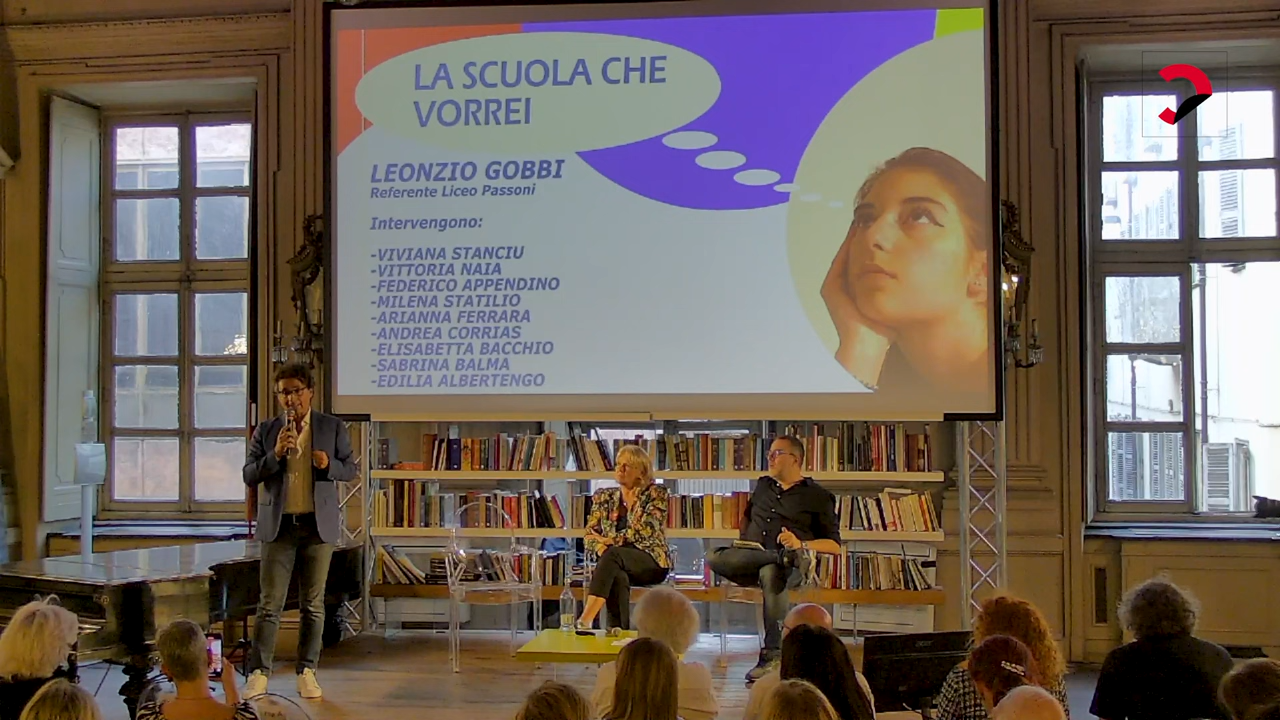 LA SCUOLA CHE
VORREI
LEONZIO GOBBI
Referente Liceo Passoni
Intervengono:
-VIVIANA STANCIU
-VITTORIA NAIA
-FEDERICO APPENDINO
-MILENA STATILIO
-ARIANNA FERRARA
-ANDREA CORRIAS
-ELISABETTA BACCHIO
-SABRINA BALMA
-EDILIA ALBERTENGO